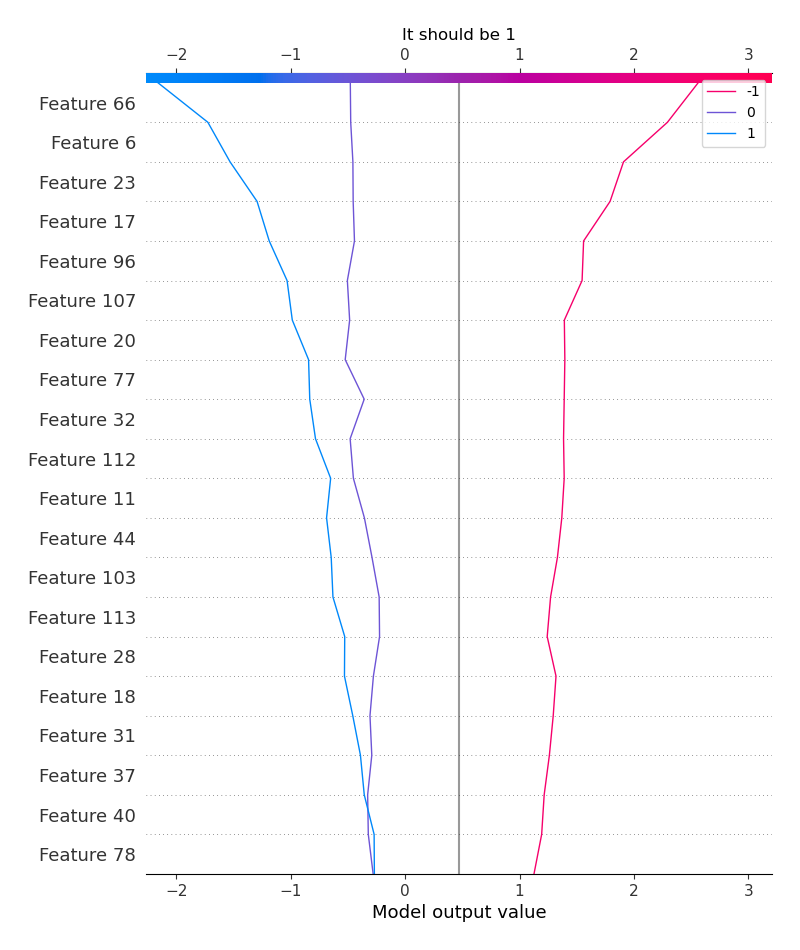 It should be 1
−2 −1 0 1 2 3
-1
0
1
Feature 66
Feature 6
Feature 23
Feature 17
Feature 96
Feature 107
Feature 20
Feature 77
Feature 32
Feature 112
Feature 11
Feature 44
Feature 103
Feature 113
Feature 28
Feature 18
Feature 31
Feature 37
Feature 40
Feature 78
−2 −1 0 1 2 3
Model output value